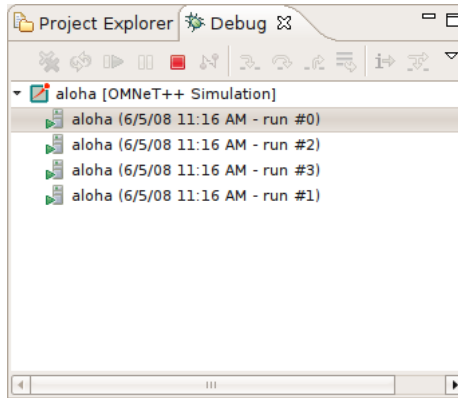 Project Explorer Debug
aloha [OMNeT++ Simulation]
aloha (6/5/08 11:16 AM - run #0)
aloha (6/5/08 11:16 AM - run #2)
aloha (6/5/08 11:16 AM - run #3)
aloha (6/5/08 11:16 AM - run #1)